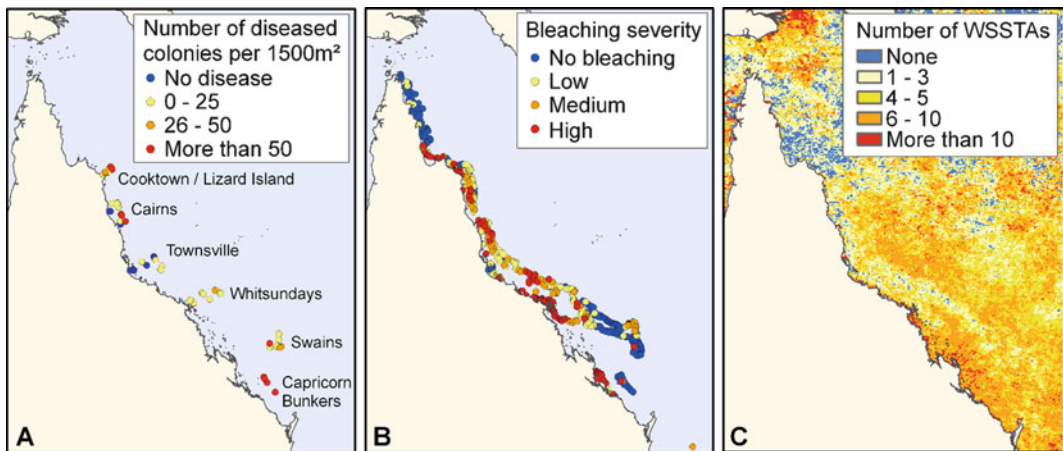 Number of diseased
colonies per 1500m²
No disease
0 - 25
26 - 50
More than 50
Cooktown / Lizard Island
Cairns
Townsville
Whitsundays
Swains
Capricorn
Bunkers
A
Bleaching severity
No bleaching
Low
Medium
High
B
Number of WSSTAs
None
1 - 3
4 - 5
6 - 10
More than 10
C